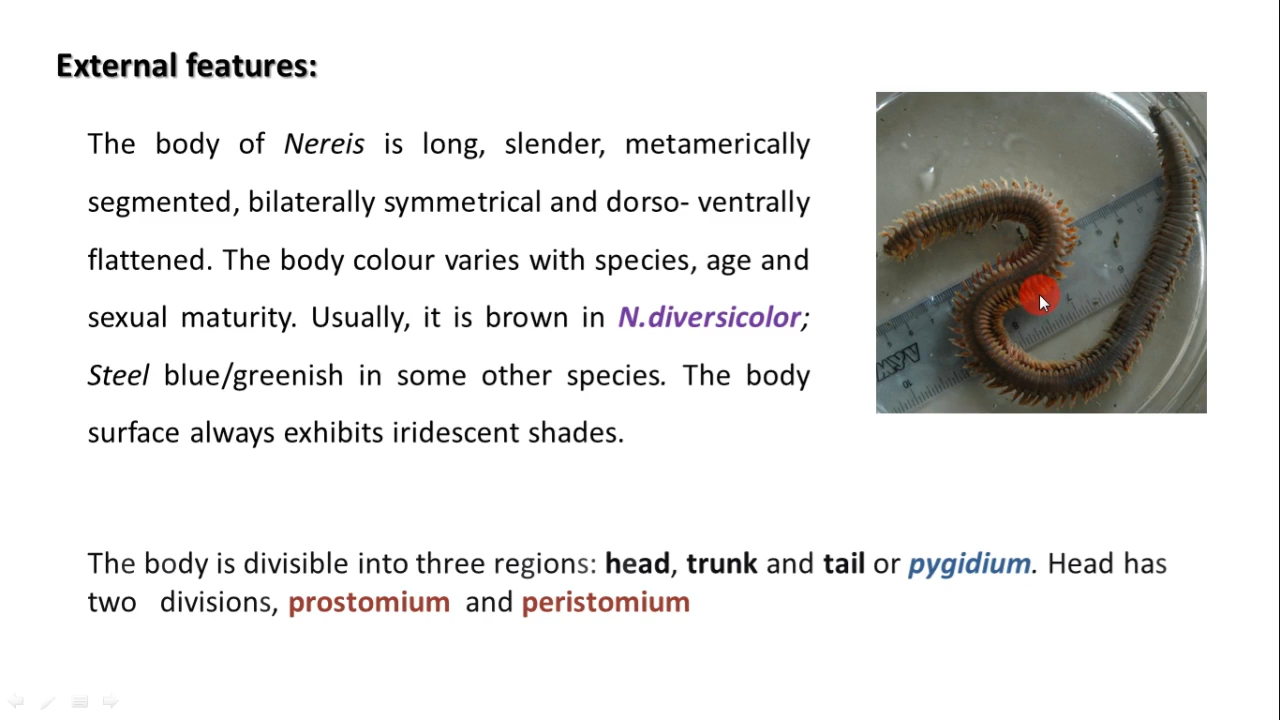 External features:
The body of Nereis is long, slender, metamerically
segmented, bilaterally symmetrical and dorso- ventrally
flattened. The body colour varies with species, age and
sexual maturity. Usually, it is brown in N.diversicolor;
Steel blue/greenish in some other species. The body
surface always exhibits iridescent shades.
The body is divisible into three regions: head, trunk and tail or pygidium. Head has
two divisions, prostomium and peristomium